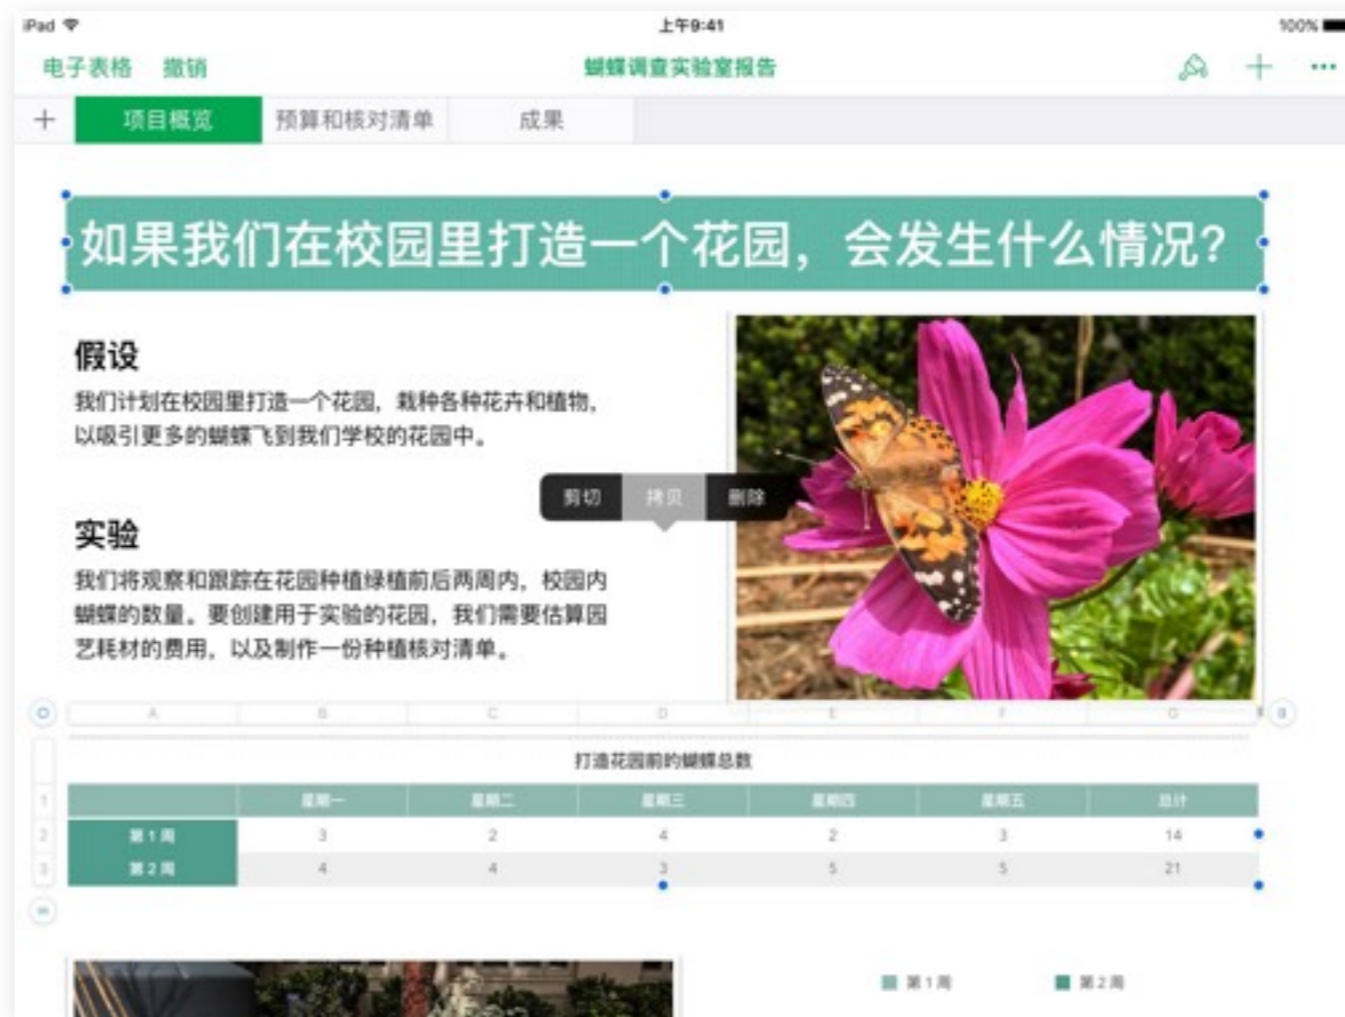 iPad 上午9:41 100%
电子表格 撤销 蝴蝶调查实验室报告
项目概览 预算和核对清单 成果
如果我们在校园里打造一个花园，会发生什么情况?
假设
我们计划在校园里打造一个花园，栽种各种花卉和植物，
以吸引更多的蝴蝶飞到我们学校的花园中。
剪切 拷贝 删除
实验
我们将观察和跟踪在花园种植绿植前后两周内，校园内
蝴蝶的数量。要创建用于实验的花园，我们需要估算园
艺耗材的费用，以及制作一份种植核对清单。
A B C D E F G
打造花园前的蝴蝶总数
1 星期一 星期二 星期三 星期四 星期五 总计
2 第 1 周 3 2 4 2 3 14
3 第 2 周 4 4 3 5 5 21
第 1 周 第 2 周